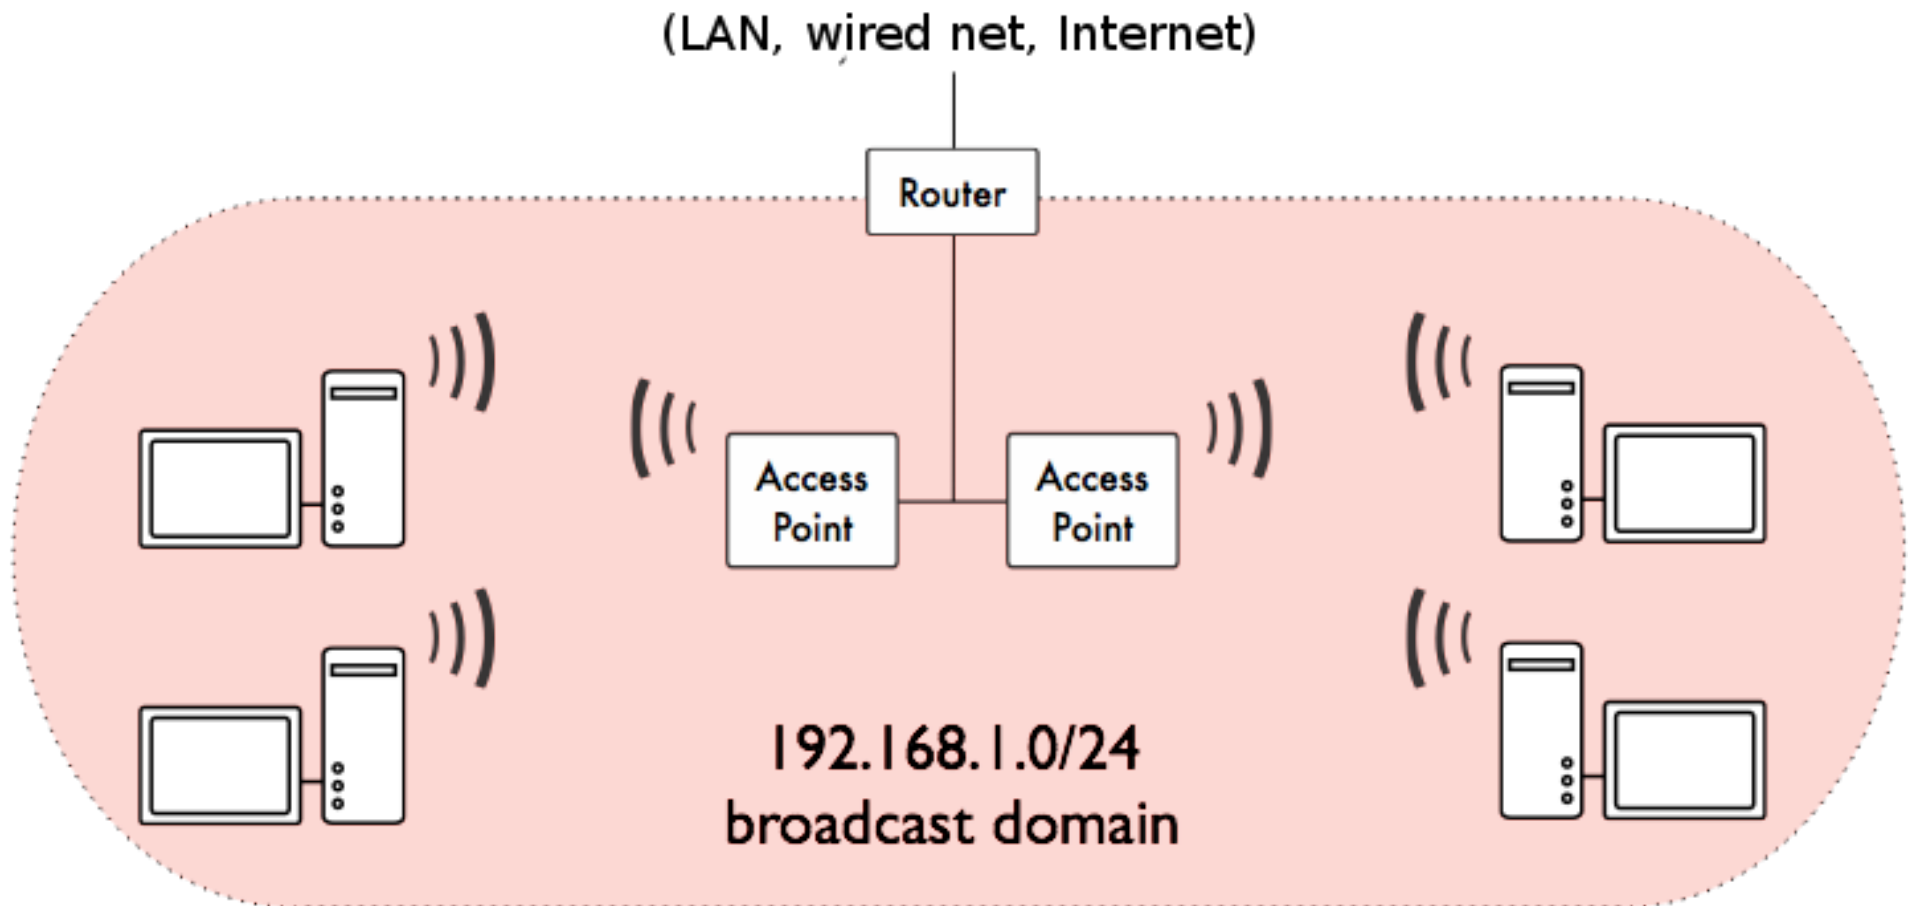 (LAN, wired net, Internet)
Router
Access
Point
Access
Point
192.168.1.0/24
broadcast domain